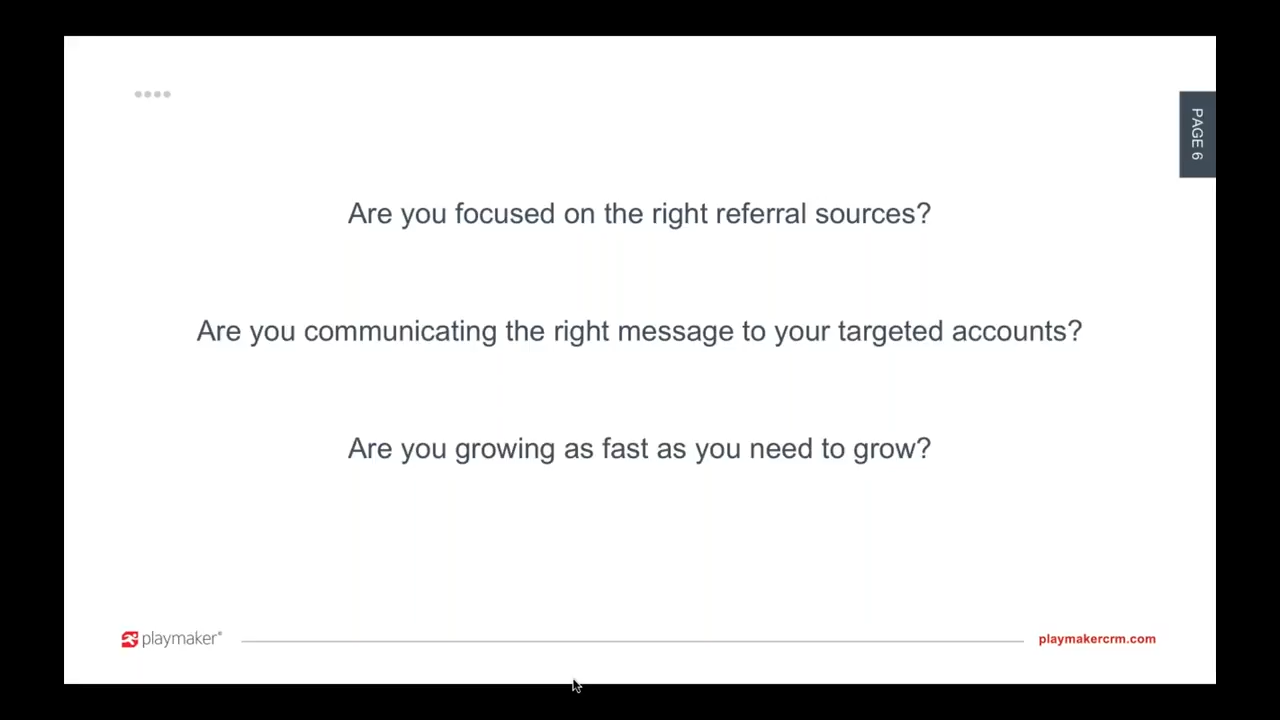 PAGE 6
Are you focused on the right referral sources?
Are you communicating the right message to your targeted accounts?
Are you growing as fast as you need to grow?
playmaker®
playmakercrm.com